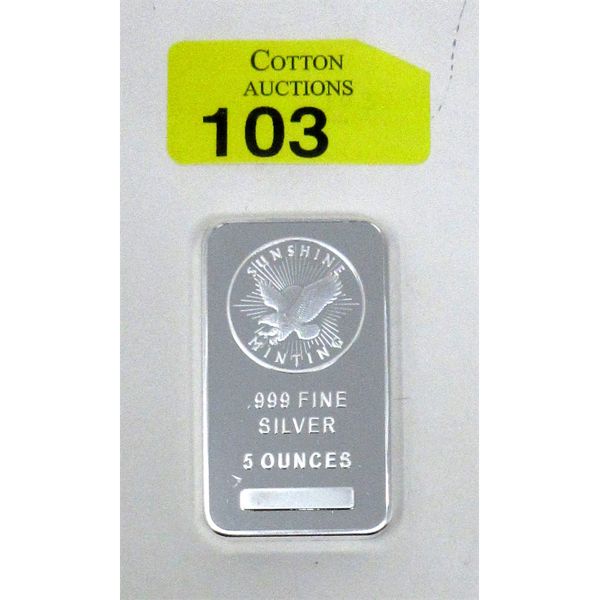 COTTON
AUCTIONS
103
SUNSHINE
MINTING
.999 FINE
SILVER
5 OUNCES